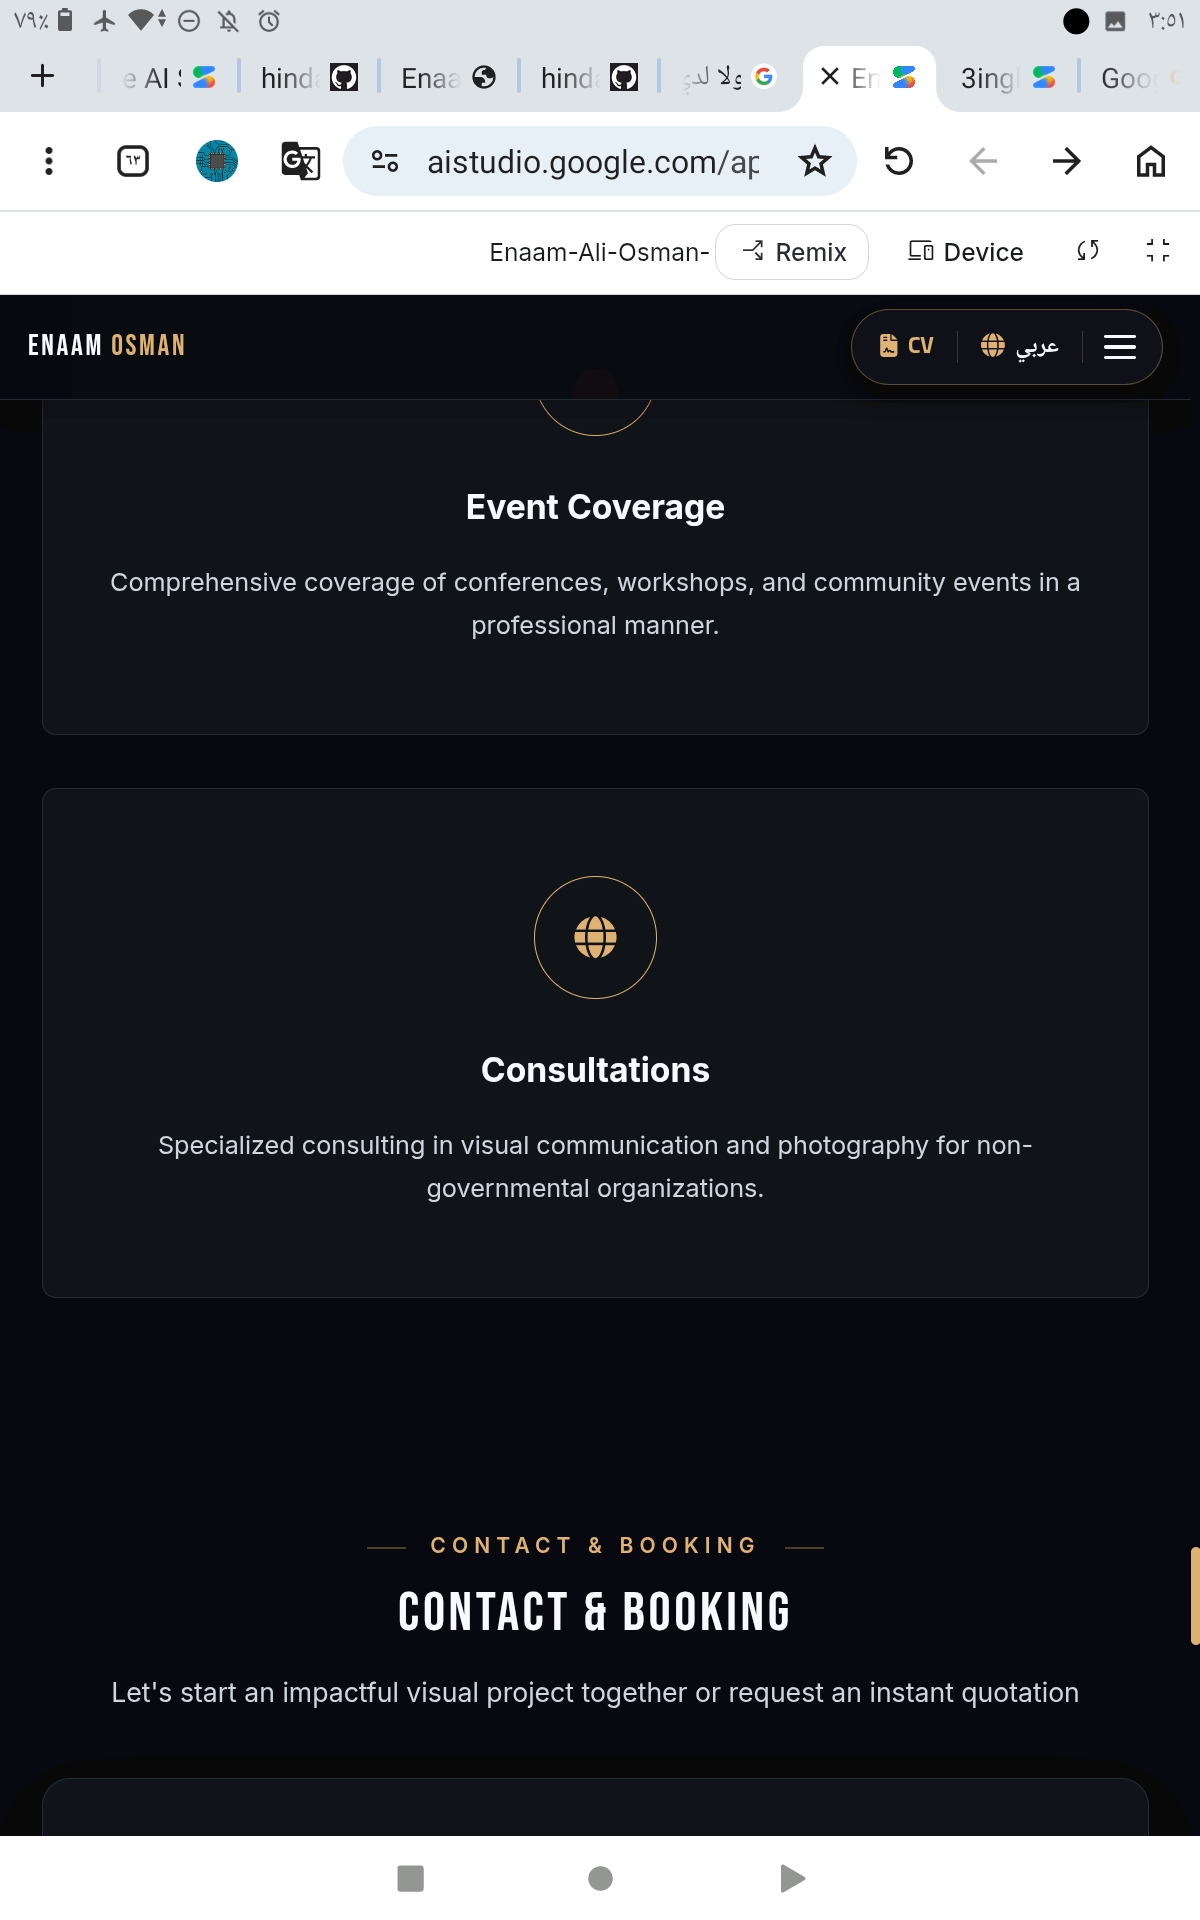 ٧٩٪
٣:٥١
e AI
hind
Enaa
hind
ولا لدي
En
3ing
Goo
٦٣
aistudio.google.com/ap
Enaam-Ali-Osman-
Remix
Device
ENAAM OSMAN
CV
عربي
Event Coverage
Comprehensive coverage of conferences, workshops, and community events in a
professional manner.
Consultations
Specialized consulting in visual communication and photography for non-
governmental organizations.
CONTACT & BOOKING
CONTACT & BOOKING
Let's start an impactful visual project together or request an instant quotation